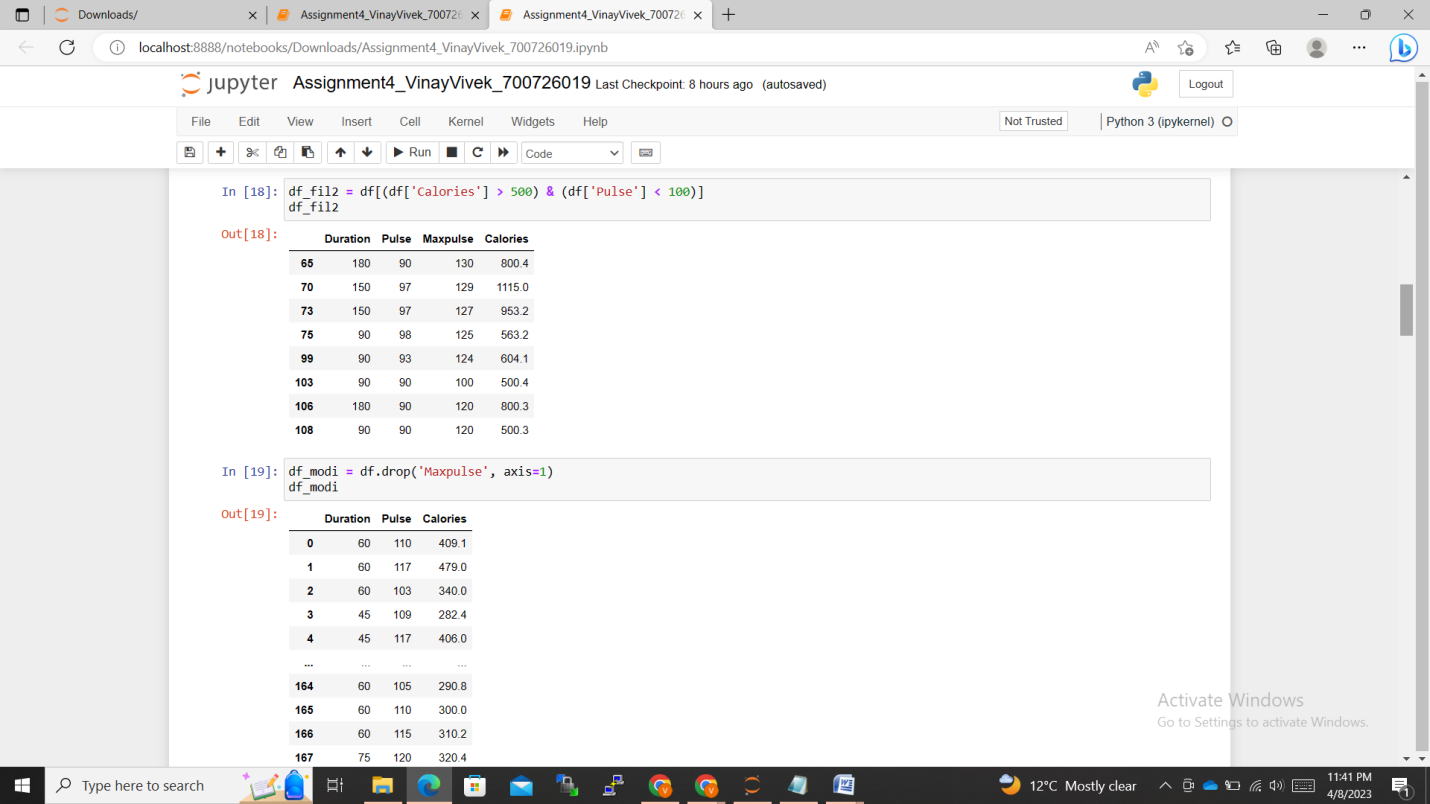 Downloads/
Assignment4_VinayVivek_70072
Assignment4_VinayVivek_70072
localhost:8888/notebooks/Downloads/Assignment4_VinayVivek_700726019.ipynb
jupyter Assignment4_VinayVivek_700726019 Last Checkpoint: 8 hours ago (autosaved)
Logout
File Edit View Insert Cell Kernel Widgets Help
Not Trusted
Python 3 (ipykernel)
Run
Code
In [18]: df_fil2 = df[(df['Calories'] > 500) & (df['Pulse'] < 100)]
df_fil2
Out[18]:
Duration Pulse Maxpulse Calories
65 180 90 130 800.4
70 150 97 129 1115.0
73 150 97 127 953.2
75 90 98 125 563.2
99 90 93 124 604.1
103 90 90 100 500.4
106 180 90 120 800.3
108 90 90 120 500.3
In [19]: df_modi = df.drop('Maxpulse', axis=1)
df_modi
Out[19]:
Duration Pulse Calories
0 60 110 409.1
1 60 117 479.0
2 60 103 340.0
3 45 109 282.4
4 45 117 406.0
... ... ... ...
164 60 105 290.8
165 60 110 300.0
166 60 115 310.2
167 75 120 320.4
Activate Windows
Go to Settings to activate Windows.
Type here to search
12°C Mostly clear
11:41 PM
4/8/2023
1